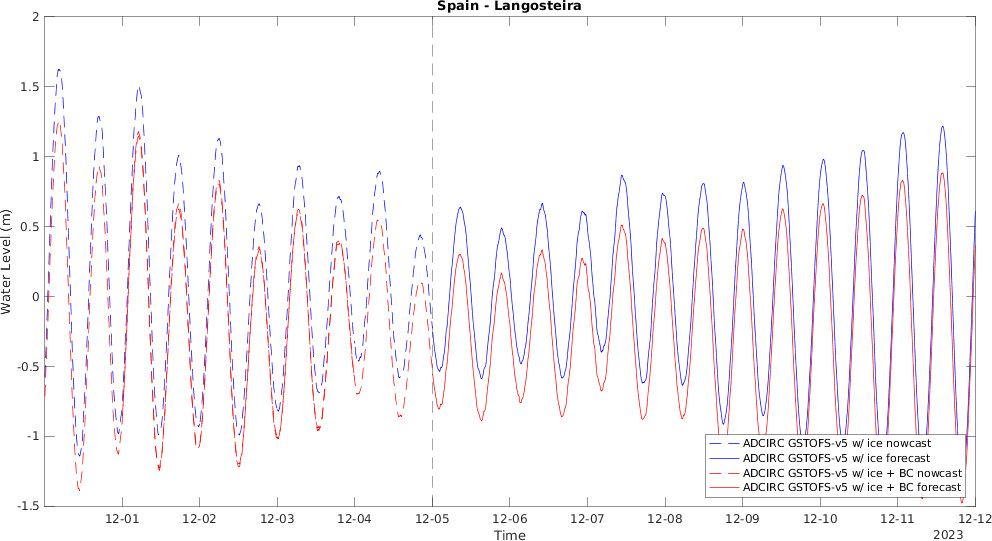 Spain - Langosteira
Water Level (m)
2
1.5
1
0.5
0
-0.5
-1
-1.5
ADCIRC GSTOFS-v5 w/ ice nowcast
ADCIRC GSTOFS-v5 w/ ice forecast
ADCIRC GSTOFS-v5 w/ ice + BC nowcast
ADCIRC GSTOFS-v5 w/ ice + BC forecast
12-01 12-02 12-03 12-04 12-05 12-06 12-07 12-08 12-09 12-10 12-11 12-12
Time
2023